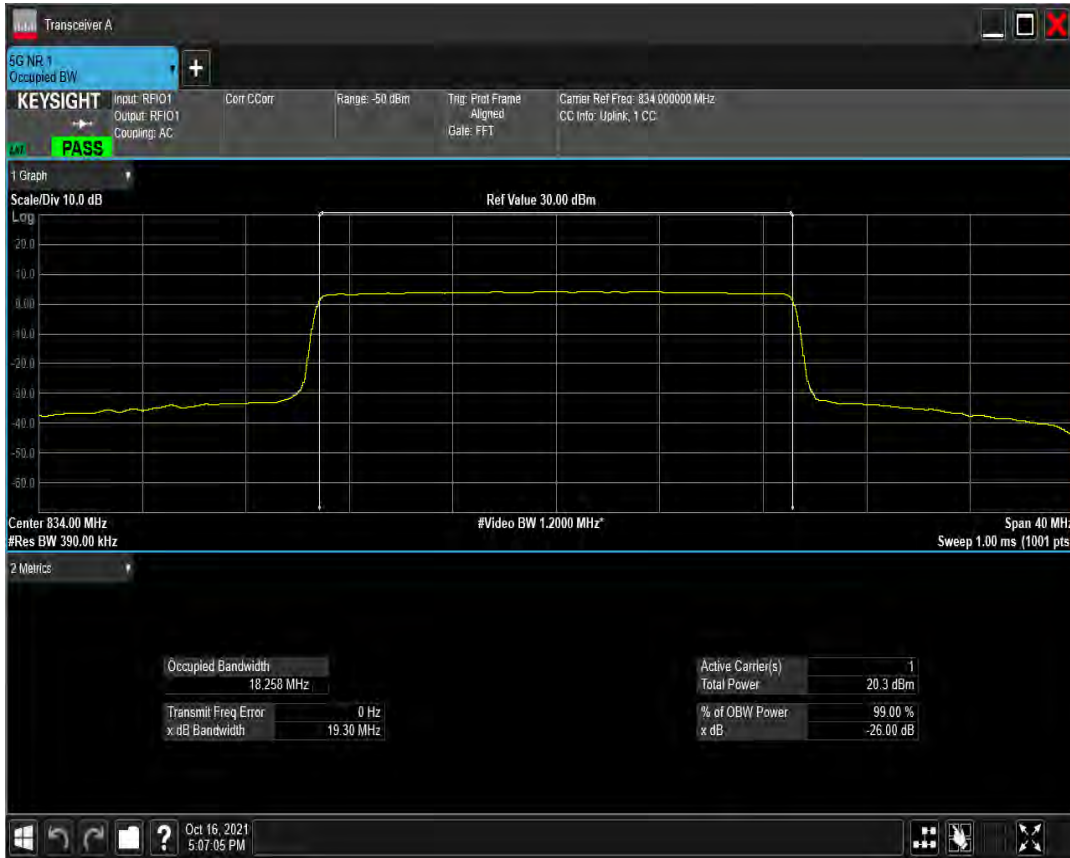 Transceiver A
5G NR 1
Occupied BW
KEYSIGHT
Input: RFIO1
Output: RFIO1
Coupling: AC
Corr CCorr
Range: -50 dBm
Trig: Prot Frame
Aligned
Gate: FFT
Carrier Ref Freq: 834.000000 MHz
CC Info: Uplink, 1 CC
PASS
1 Graph
Scale/Div 10.0 dB
Ref Value 30.00 dBm
Log
20.0
10.0
0.00
-10.0
-20.0
-30.0
-40.0
-50.0
-60.0
Center 834.00 MHz
#Video BW 1.2000 MHz*
Span 40 MHz
#Res BW 390.00 kHz
Sweep 1.00 ms (1001 pts
2 Metrics
Occupied Bandwidth
18.258 MHz
Transmit Freq Error 0 Hz
x dB Bandwidth 19.30 MHz
Active Carrier(s) 1
Total Power 20.3 dBm
% of OBW Power 99.00 %
x dB -26.00 dB
?
Oct 16, 2021
5:07:05 PM